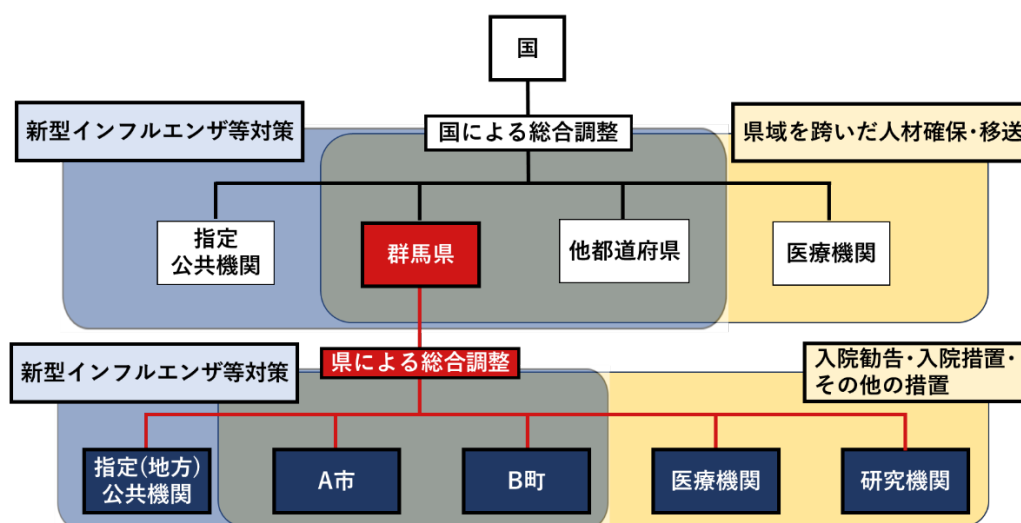 国
新型インフルエンザ等対策
国による総合調整
県域を跨いだ人材確保･移送
指定
公共機関
群馬県
他都道府県
医療機関
新型インフルエンザ等対策
県による総合調整
入院勧告･入院措置･
その他の措置
指定(地方)
公共機関
A市
B町
医療機関
研究機関